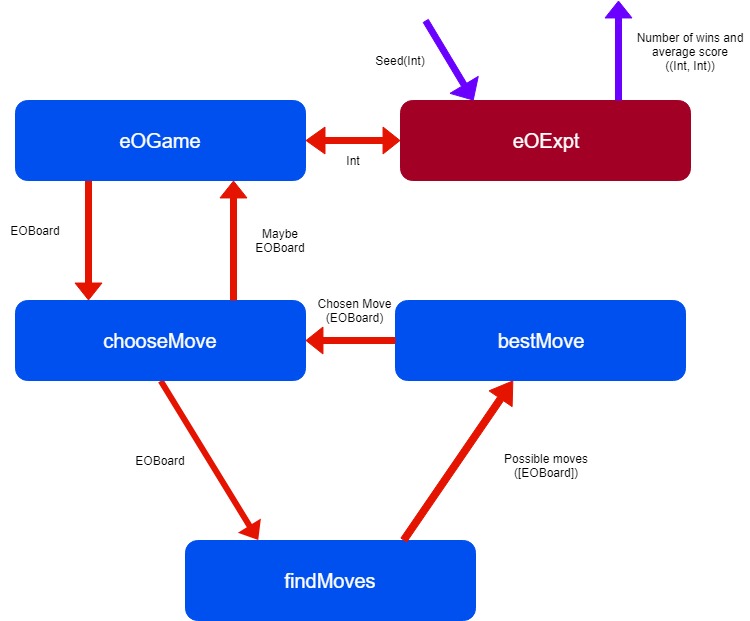 Number of wins and
average score
((Int, Int))
Seed(Int)
eOGame
eOExpt
Int
EOBoard
Maybe
EOBoard
Chosen Move
(EOBoard)
chooseMove
bestMove
EOBoard
Possible moves
([EOBoard])
findMoves